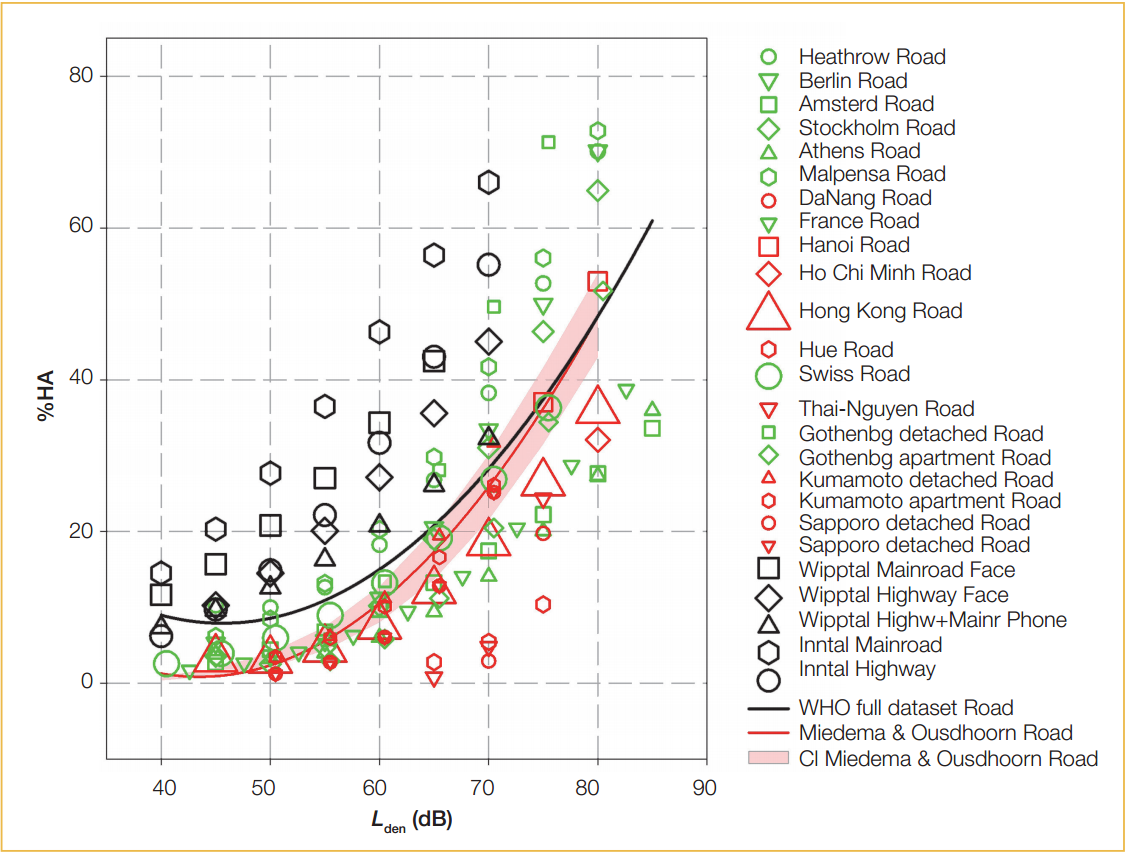 80
60
40
20
0
%HA
40
50
60
70
80
90
Lden (dB)
Heathrow Road
Berlin Road
Amsterd Road
Stockholm Road
Athens Road
Malpensa Road
DaNang Road
France Road
Hanoi Road
Ho Chi Minh Road
Hong Kong Road
Hue Road
Swiss Road
Thai-Nguyen Road
Gothenbg detached Road
Gothenbg apartment Road
Kumamoto detached Road
Kumamoto apartment Road
Sapporo detached Road
Sapporo detached Road
Wipptal Mainroad Face
Wipptal Highway Face
Wipptal Highw+Mainr Phone
Inntal Mainroad
Inntal Highway
WHO full dataset Road
Miedema & Ousdhoorn Road
CI Miedema & Ousdhoorn Road